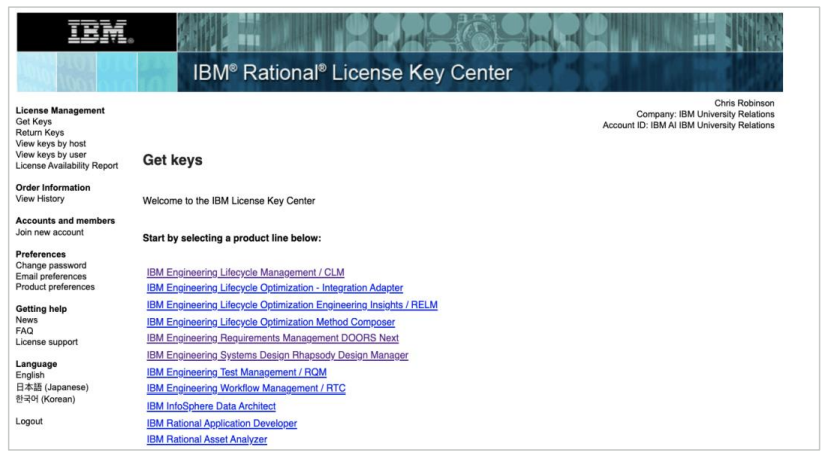 IBM®
IBM® Rational® License Key Center
Chris Robinson
Company: IBM University Relations
Account ID: IBM AI IBM University Relations
License Management
Get Keys
Return Keys
View keys by host
View keys by user
License Availability Report
Order Information
View History
Accounts and members
Join new account
Preferences
Change password
Email preferences
Product preferences
Getting help
News
FAQ
License support
Language
English
日本語 (Japanese)
한국어 (Korean)
Logout
Get keys
Welcome to the IBM License Key Center
Start by selecting a product line below:
IBM Engineering Lifecycle Management / CLM
IBM Engineering Lifecycle Optimization - Integration Adapter
IBM Engineering Lifecycle Optimization Engineering Insights / RELM
IBM Engineering Lifecycle Optimization Method Composer
IBM Engineering Requirements Management DOORS Next
IBM Engineering Systems Design Rhapsody Design Manager
IBM Engineering Test Management / RQM
IBM Engineering Workflow Management / RTC
IBM InfoSphere Data Architect
IBM Rational Application Developer
IBM Rational Asset Analyzer